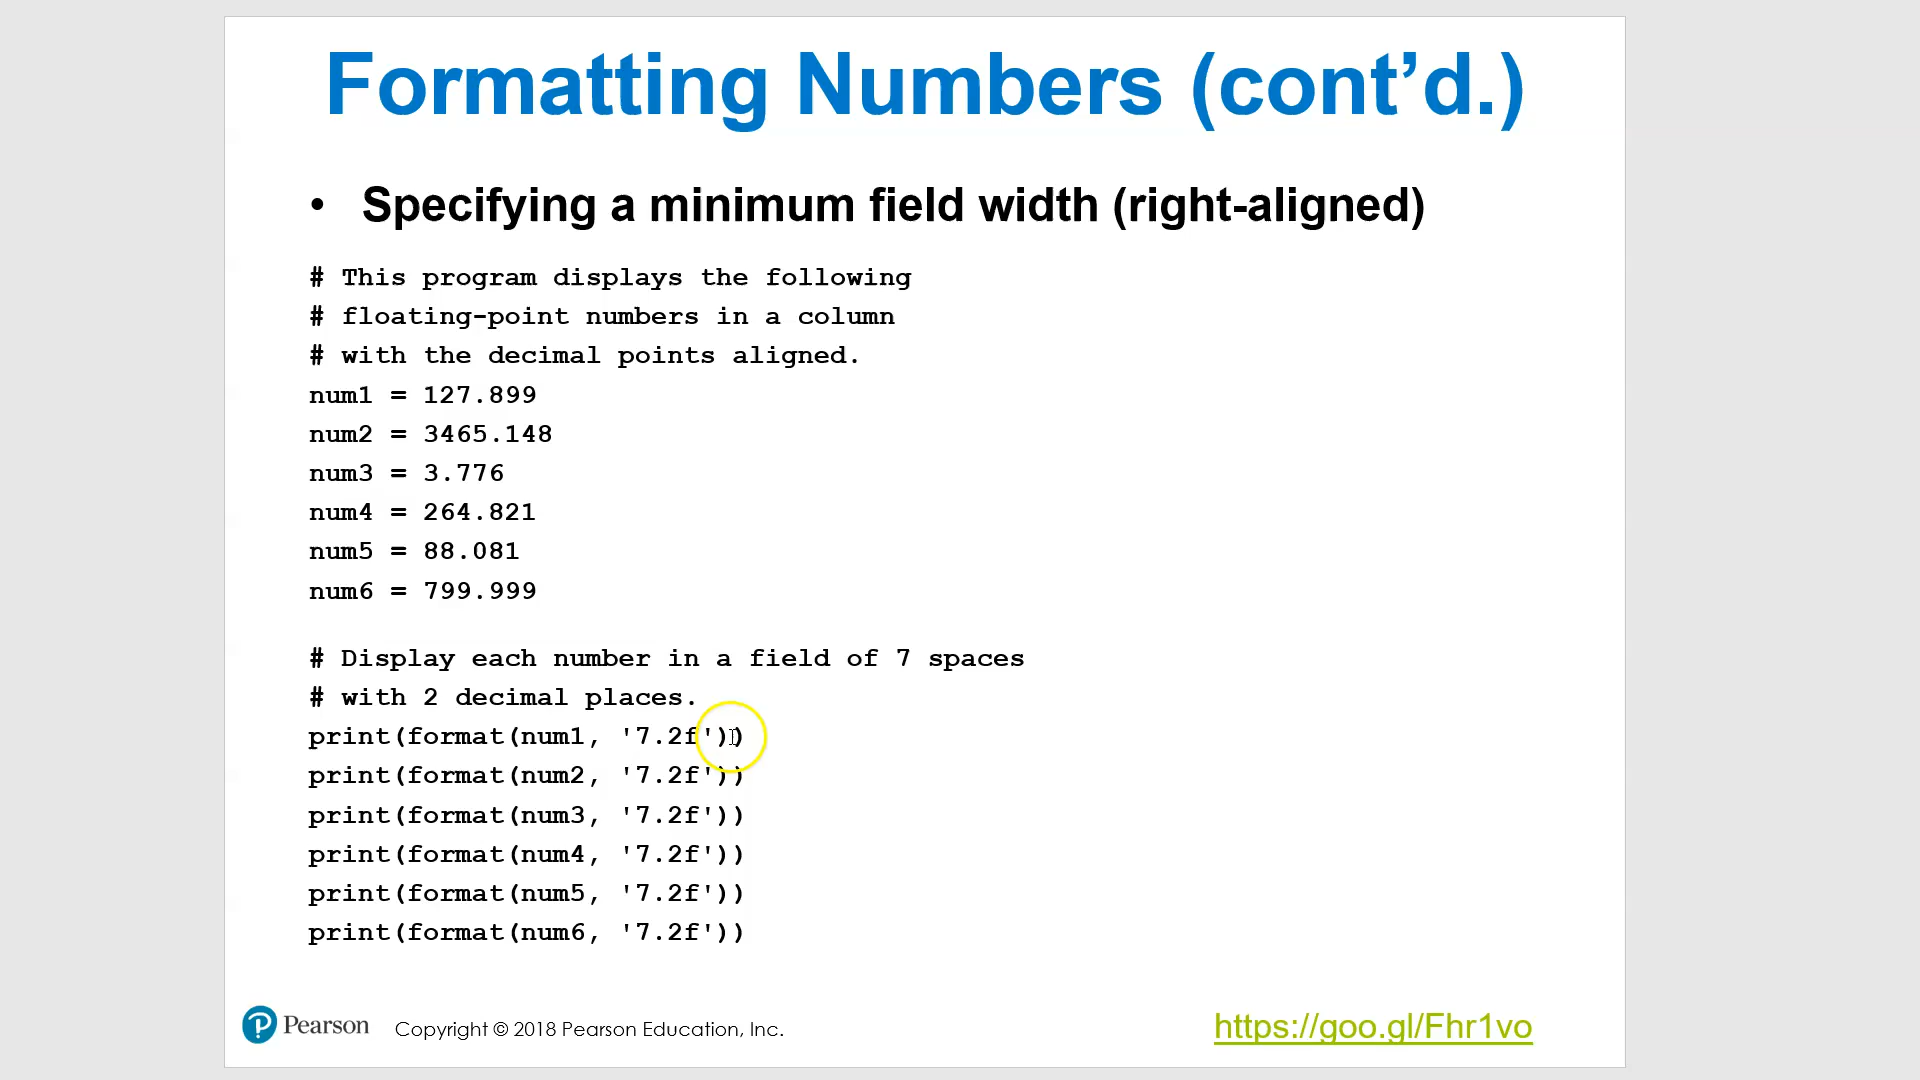 Formatting Numbers (cont’d.)
• Specifying a minimum field width (right-aligned)
# This program displays the following
# floating-point numbers in a column
# with the decimal points aligned.
num1 = 127.899
num2 = 3465.148
num3 = 3.776
num4 = 264.821
num5 = 88.081
num6 = 799.999
# Display each number in a field of 7 spaces
# with 2 decimal places.
print(format(num1, '7.2f'))
print(format(num2, '7.2f'))
print(format(num3, '7.2f'))
print(format(num4, '7.2f'))
print(format(num5, '7.2f'))
print(format(num6, '7.2f'))
Pearson Copyright © 2018 Pearson Education, Inc. https://goo.gl/Fhr1vo